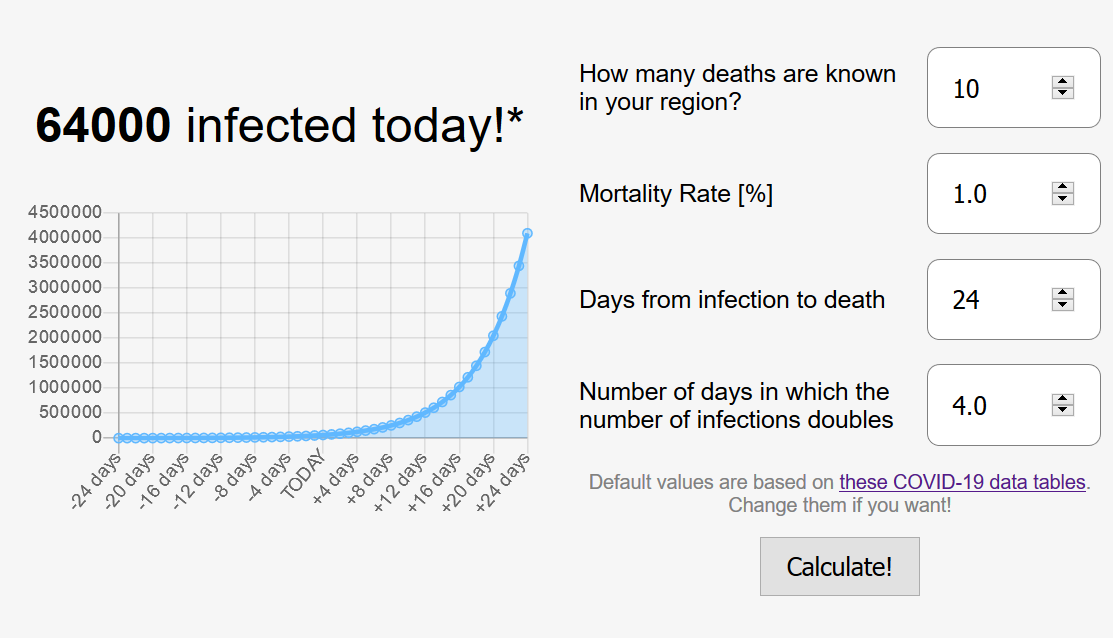 64000 infected today!*
4500000
4000000
3500000
3000000
2500000
2000000
1500000
1000000
500000
0
-24 days
-20 days
-16 days
-12 days
-8 days
-4 days
TODAY
+4 days
+8 days
+12 days
+16 days
+20 days
+24 days
How many deaths are known
in your region?
10
Mortality Rate [%]
1.0
Days from infection to death
24
Number of days in which the
number of infections doubles
4.0
Default values are based on these COVID-19 data tables.
Change them if you want!
Calculate!